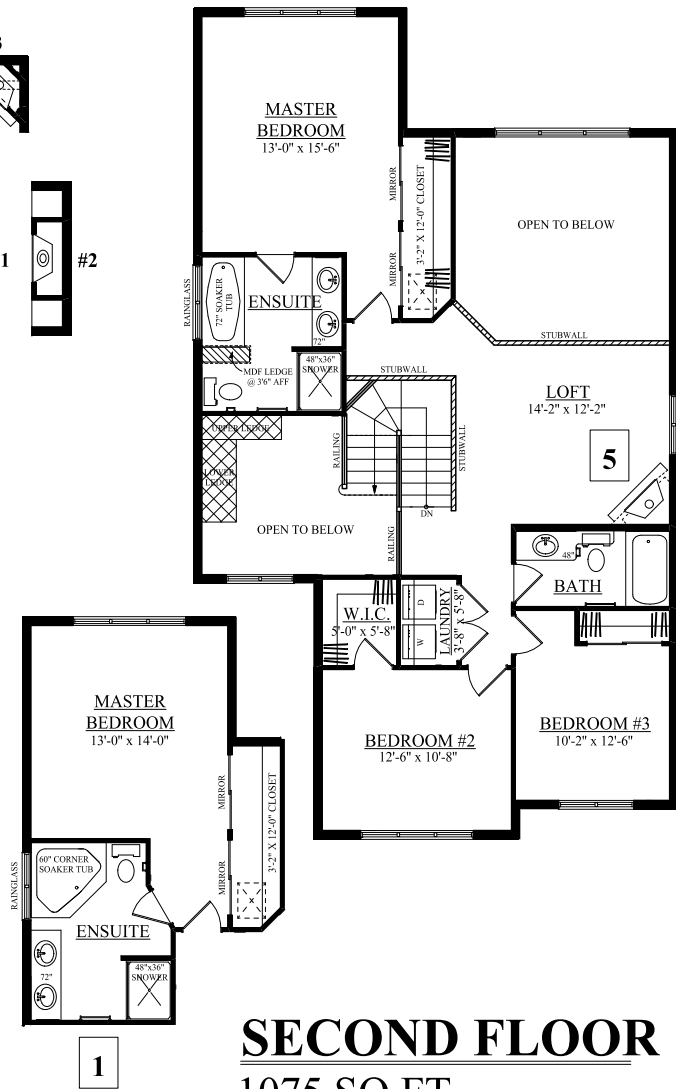 MASTER
BEDROOM
13'-0" x 15'-6"
MIRROR
MIRROR
3'-2" X 12'-0" CLOSET
OPEN TO BELOW
1
#2
RAINGLASS
72" SOAKER
TUB
ENSUITE
72"
MDF LEDGE
@ 3'6" AFF
48"x36"
SHOWER
STUBWALL
STUBWALL
STUBWALL
LOFT
14'-2" x 12'-2"
5
UPPER LEDGE
LOWER
LEDGE
RAILING
OPEN TO BELOW
RAILING
DN
48"
BATH
W.I.C.
5'-0" x 5'-8"
D
W
LAUNDRY
3'-8" x 5'-8"
BEDROOM #2
12'-6" x 10'-8"
BEDROOM #3
10'-2" x 12'-6"
MASTER
BEDROOM
13'-0" x 14'-0"
MIRROR
MIRROR
3'-2" X 12'-0" CLOSET
RAINGLASS
60" CORNER
SOAKER TUB
ENSUITE
72"
48"x36"
SHOWER
1
SECOND FLOOR
1075 SQ.FT.